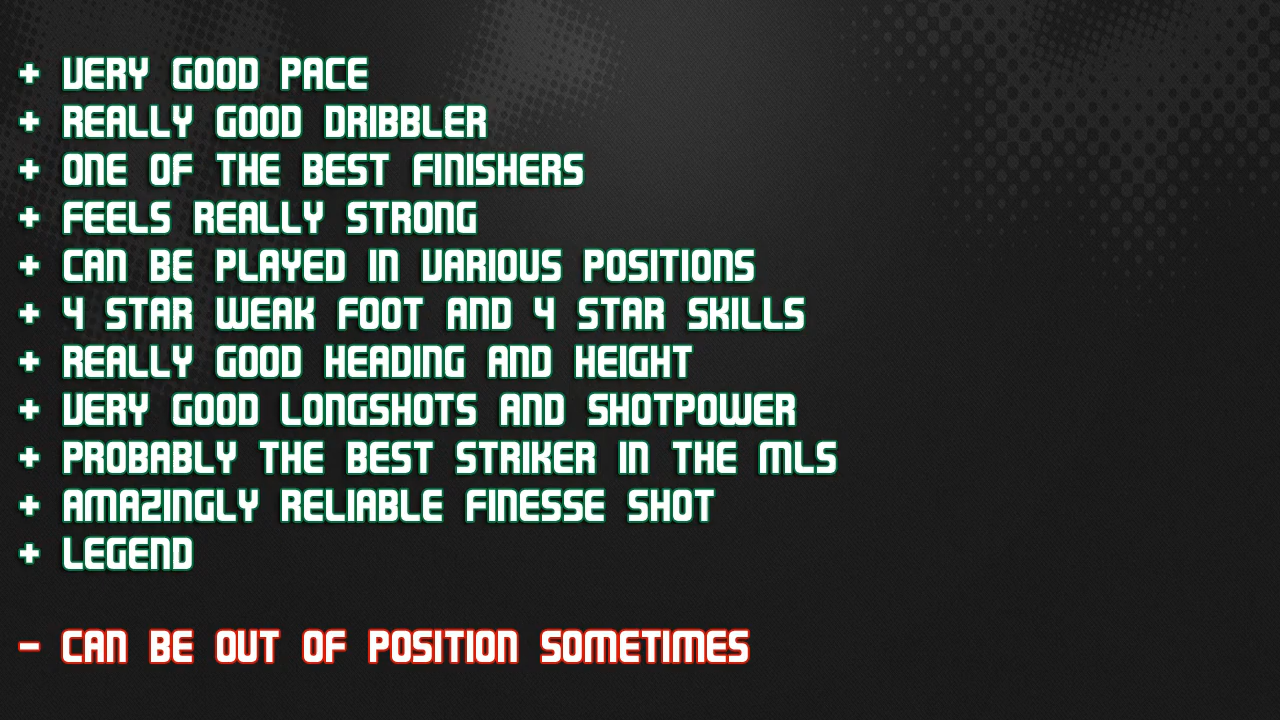 + VERY GOOD PACE
+ REALLY GOOD DRIBBLER
+ ONE OF THE BEST FINISHERS
+ FEELS REALLY STRONG
+ CAN BE PLAYED IN VARIOUS POSITIONS
+ 4 STAR WEAK FOOT AND 4 STAR SKILLS
+ REALLY GOOD HEADING AND HEIGHT
+ VERY GOOD LONGSHOTS AND SHOTPOWER
+ PROBABLY THE BEST STRIKER IN THE MLS
+ AMAZINGLY RELIABLE FINESSE SHOT
+ LEGEND
- CAN BE OUT OF POSITION SOMETIMES